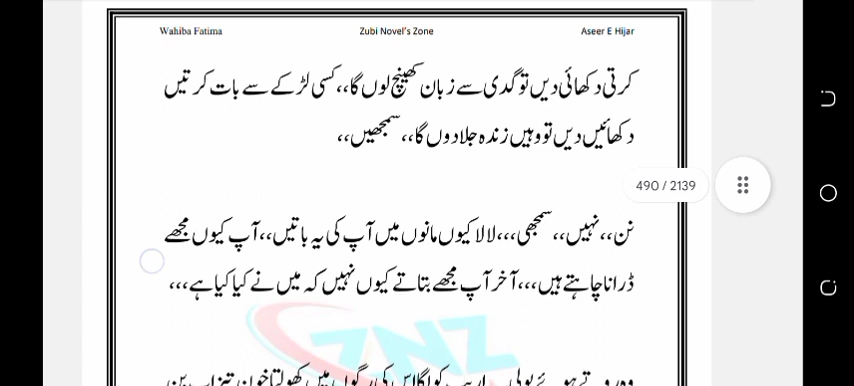 Wahiba Fatima Zubi Novel's Zone Aseer E Hijar
کرتی دکھائی دیں تو گدی سے زبان کھینچ لوں گا،،کسی لڑکے سے بات کرتیں
دکھائیں دیں تو وہیں زندہ جلا دوں گا،،سمجھیں،،
490 / 2139
نن،،نہیں،،سمجھی،،،لالا کیوں مانوں میں آپ کی یہ باتیں،،آپ کیوں مجھے
ڈرانا چاہتے ہیں،،،آخر آپ مجھے بتاتے کیوں نہیں کہ میں نے کیا کیا ہے،،،
ZNZ